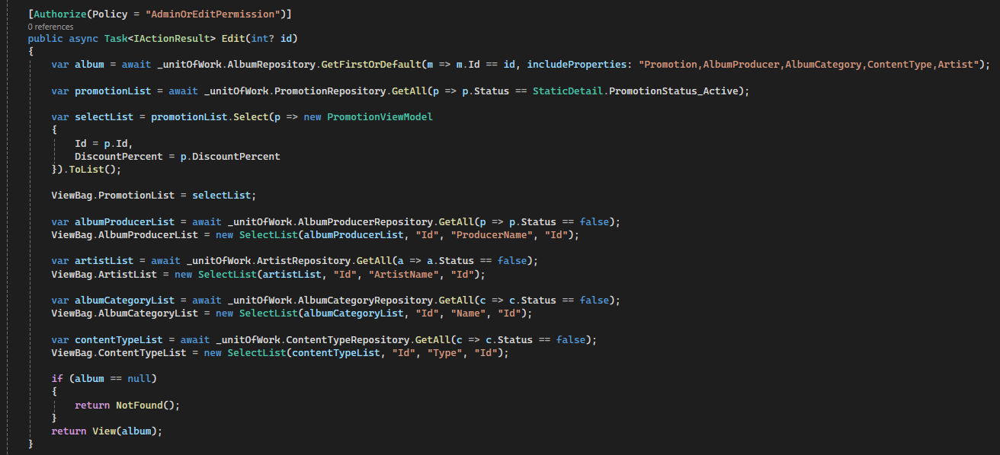 [Authorize(Policy = "AdminOrEditPermission")]
0 references
public async Task<IActionResult> Edit(int? id)
{
var album = await _unitOfWork.AlbumRepository.GetFirstOrDefault(m => m.Id == id, includeProperties: "Promotion,AlbumProducer,AlbumCategory,ContentType,Artist");
var promotionList = await _unitOfWork.PromotionRepository.GetAll(p => p.Status == StaticDetail.PromotionStatus_Active);
var selectList = promotionList.Select(p => new PromotionViewModel
{
Id = p.Id,
DiscountPercent = p.DiscountPercent
}).ToList();
ViewBag.PromotionList = selectList;
var albumProducerList = await _unitOfWork.AlbumProducerRepository.GetAll(p => p.Status == false);
ViewBag.AlbumProducerList = new SelectList(albumProducerList, "Id", "ProducerName", "Id");
var artistList = await _unitOfWork.ArtistRepository.GetAll(a => a.Status == false);
ViewBag.ArtistList = new SelectList(artistList, "Id", "ArtistName", "Id");
var albumCategoryList = await _unitOfWork.AlbumCategoryRepository.GetAll(c => c.Status == false);
ViewBag.AlbumCategoryList = new SelectList(albumCategoryList, "Id", "Name", "Id");
var contentTypeList = await _unitOfWork.ContentTypeRepository.GetAll(c => c.Status == false);
ViewBag.ContentTypeList = new SelectList(contentTypeList, "Id", "Type", "Id");
if (album == null)
{
return NotFound();
}
return View(album);
}